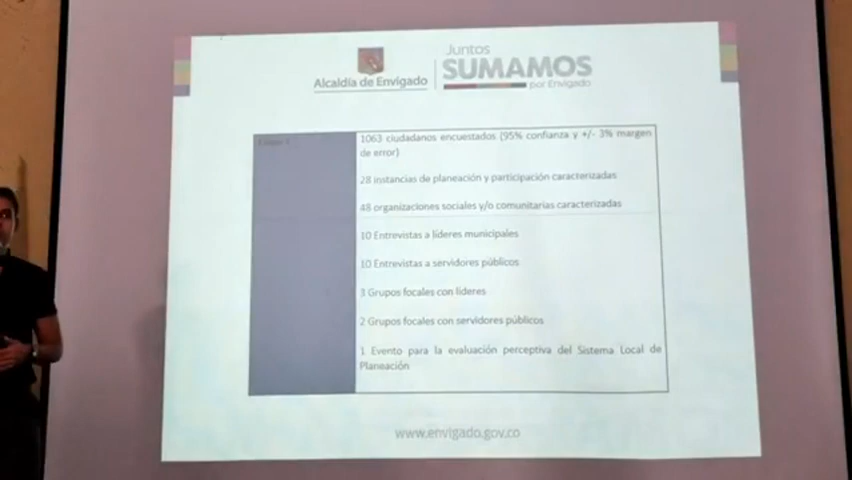 Alcaldía de Envigado
Juntos
SUMAMOS
por Envigado
1063 ciudadanos encuestados (95% confianza y +/- 3% margen
de error)
28 instancias de planeación y participación caracterizadas
48 organizaciones sociales y/o comunitarias caracterizadas
10 Entrevistas a líderes municipales
10 Entrevistas a servidores públicos
3 Grupos focales con líderes
2 Grupos focales con servidores públicos
1 Evento para la evaluación perceptiva del Sistema Local de
Planeación
www.envigado.gov.co